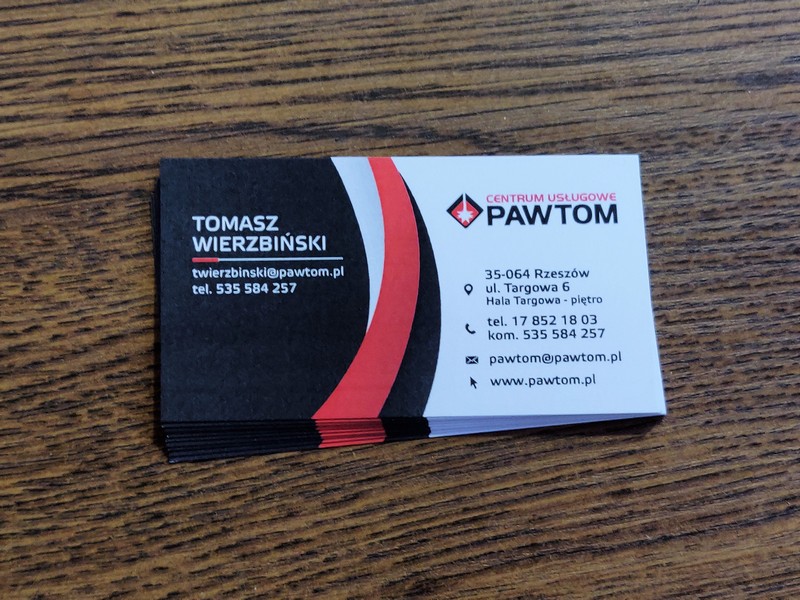 TOMASZ
WIERZBIŃSKI
twierzbinski@pawtom.pl
tel. 535 584 257
CENTRUM USŁUGOWE
PAWTOM
35-064 Rzeszów
ul. Targowa 6
Hala Targowa - piętro
tel. 17 852 18 03
kom. 535 584 257
pawtom@pawtom.pl
www.pawtom.pl